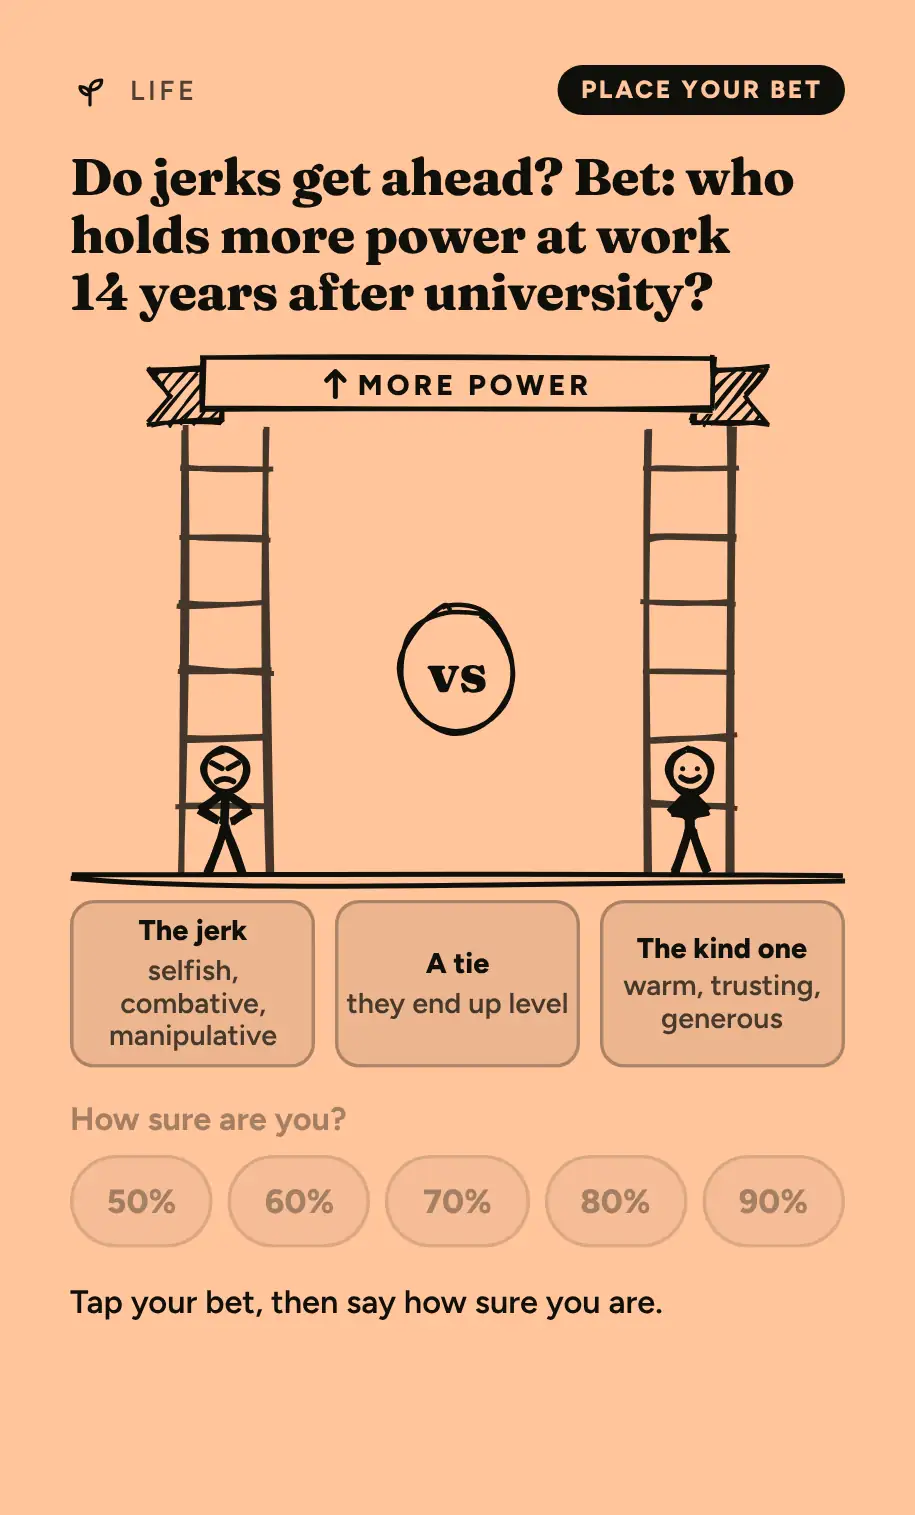 LIFE
PLACE YOUR BET
Do jerks get ahead? Bet: who
holds more power at work
14 years after university?
↑ MORE POWER
vs
The jerk
selfish,
combative,
manipulative
A tie
they end up level
The kind one
warm, trusting,
generous
How sure are you?
50%
60%
70%
80%
90%
Tap your bet, then say how sure you are.